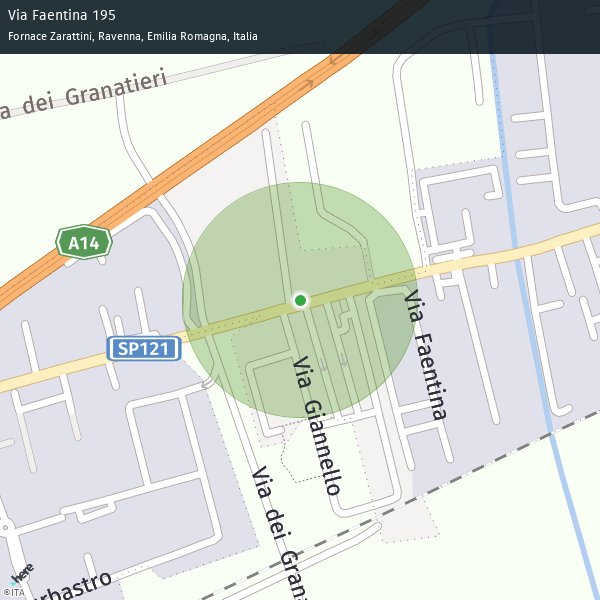 Via Faentina 195
Fornace Zarattini, Ravenna, Emilia Romagna, Italia
a dei Granatieri
A14
SP121
Via Faentina
Via Giannello
Via dei Grana
rbastro
here
©ITA